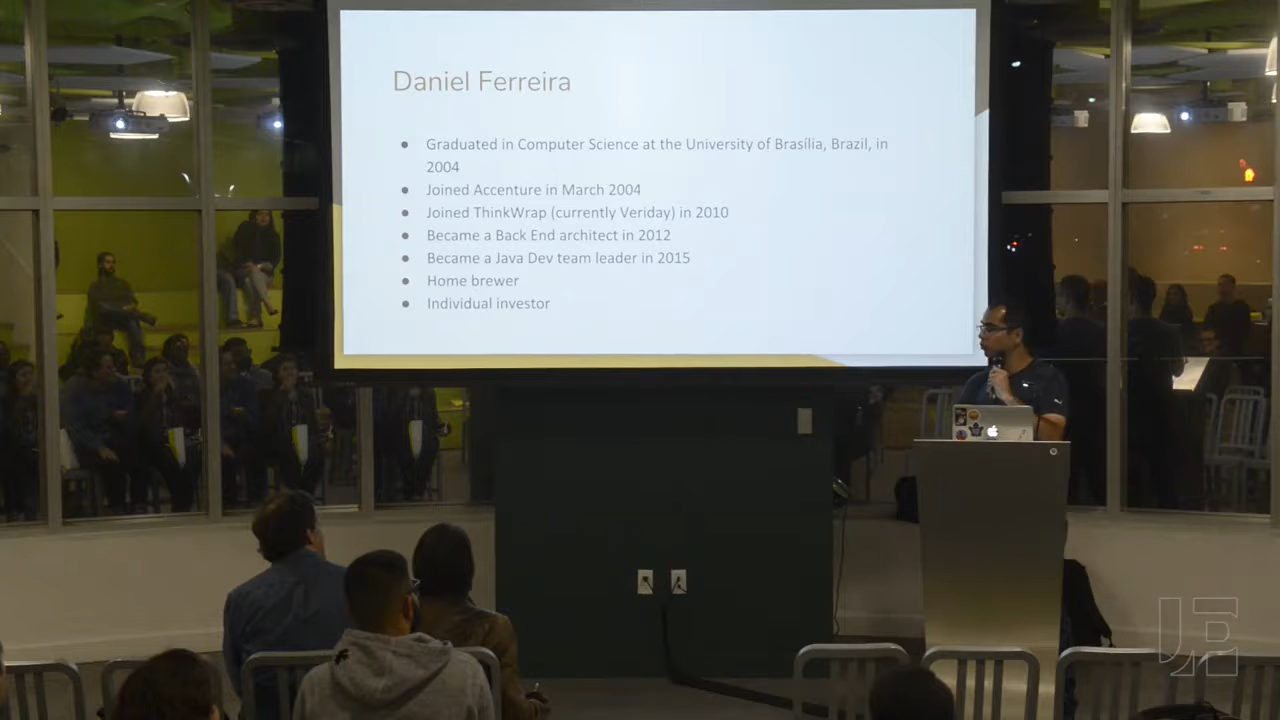 Daniel Ferreira
● Graduated in Computer Science at the University of Brasília, Brazil, in
2004
● Joined Accenture in March 2004
● Joined ThinkWrap (currently Veriday) in 2010
● Became a Back End architect in 2012
● Became a Java Dev team leader in 2015
● Home brewer
● Individual investor